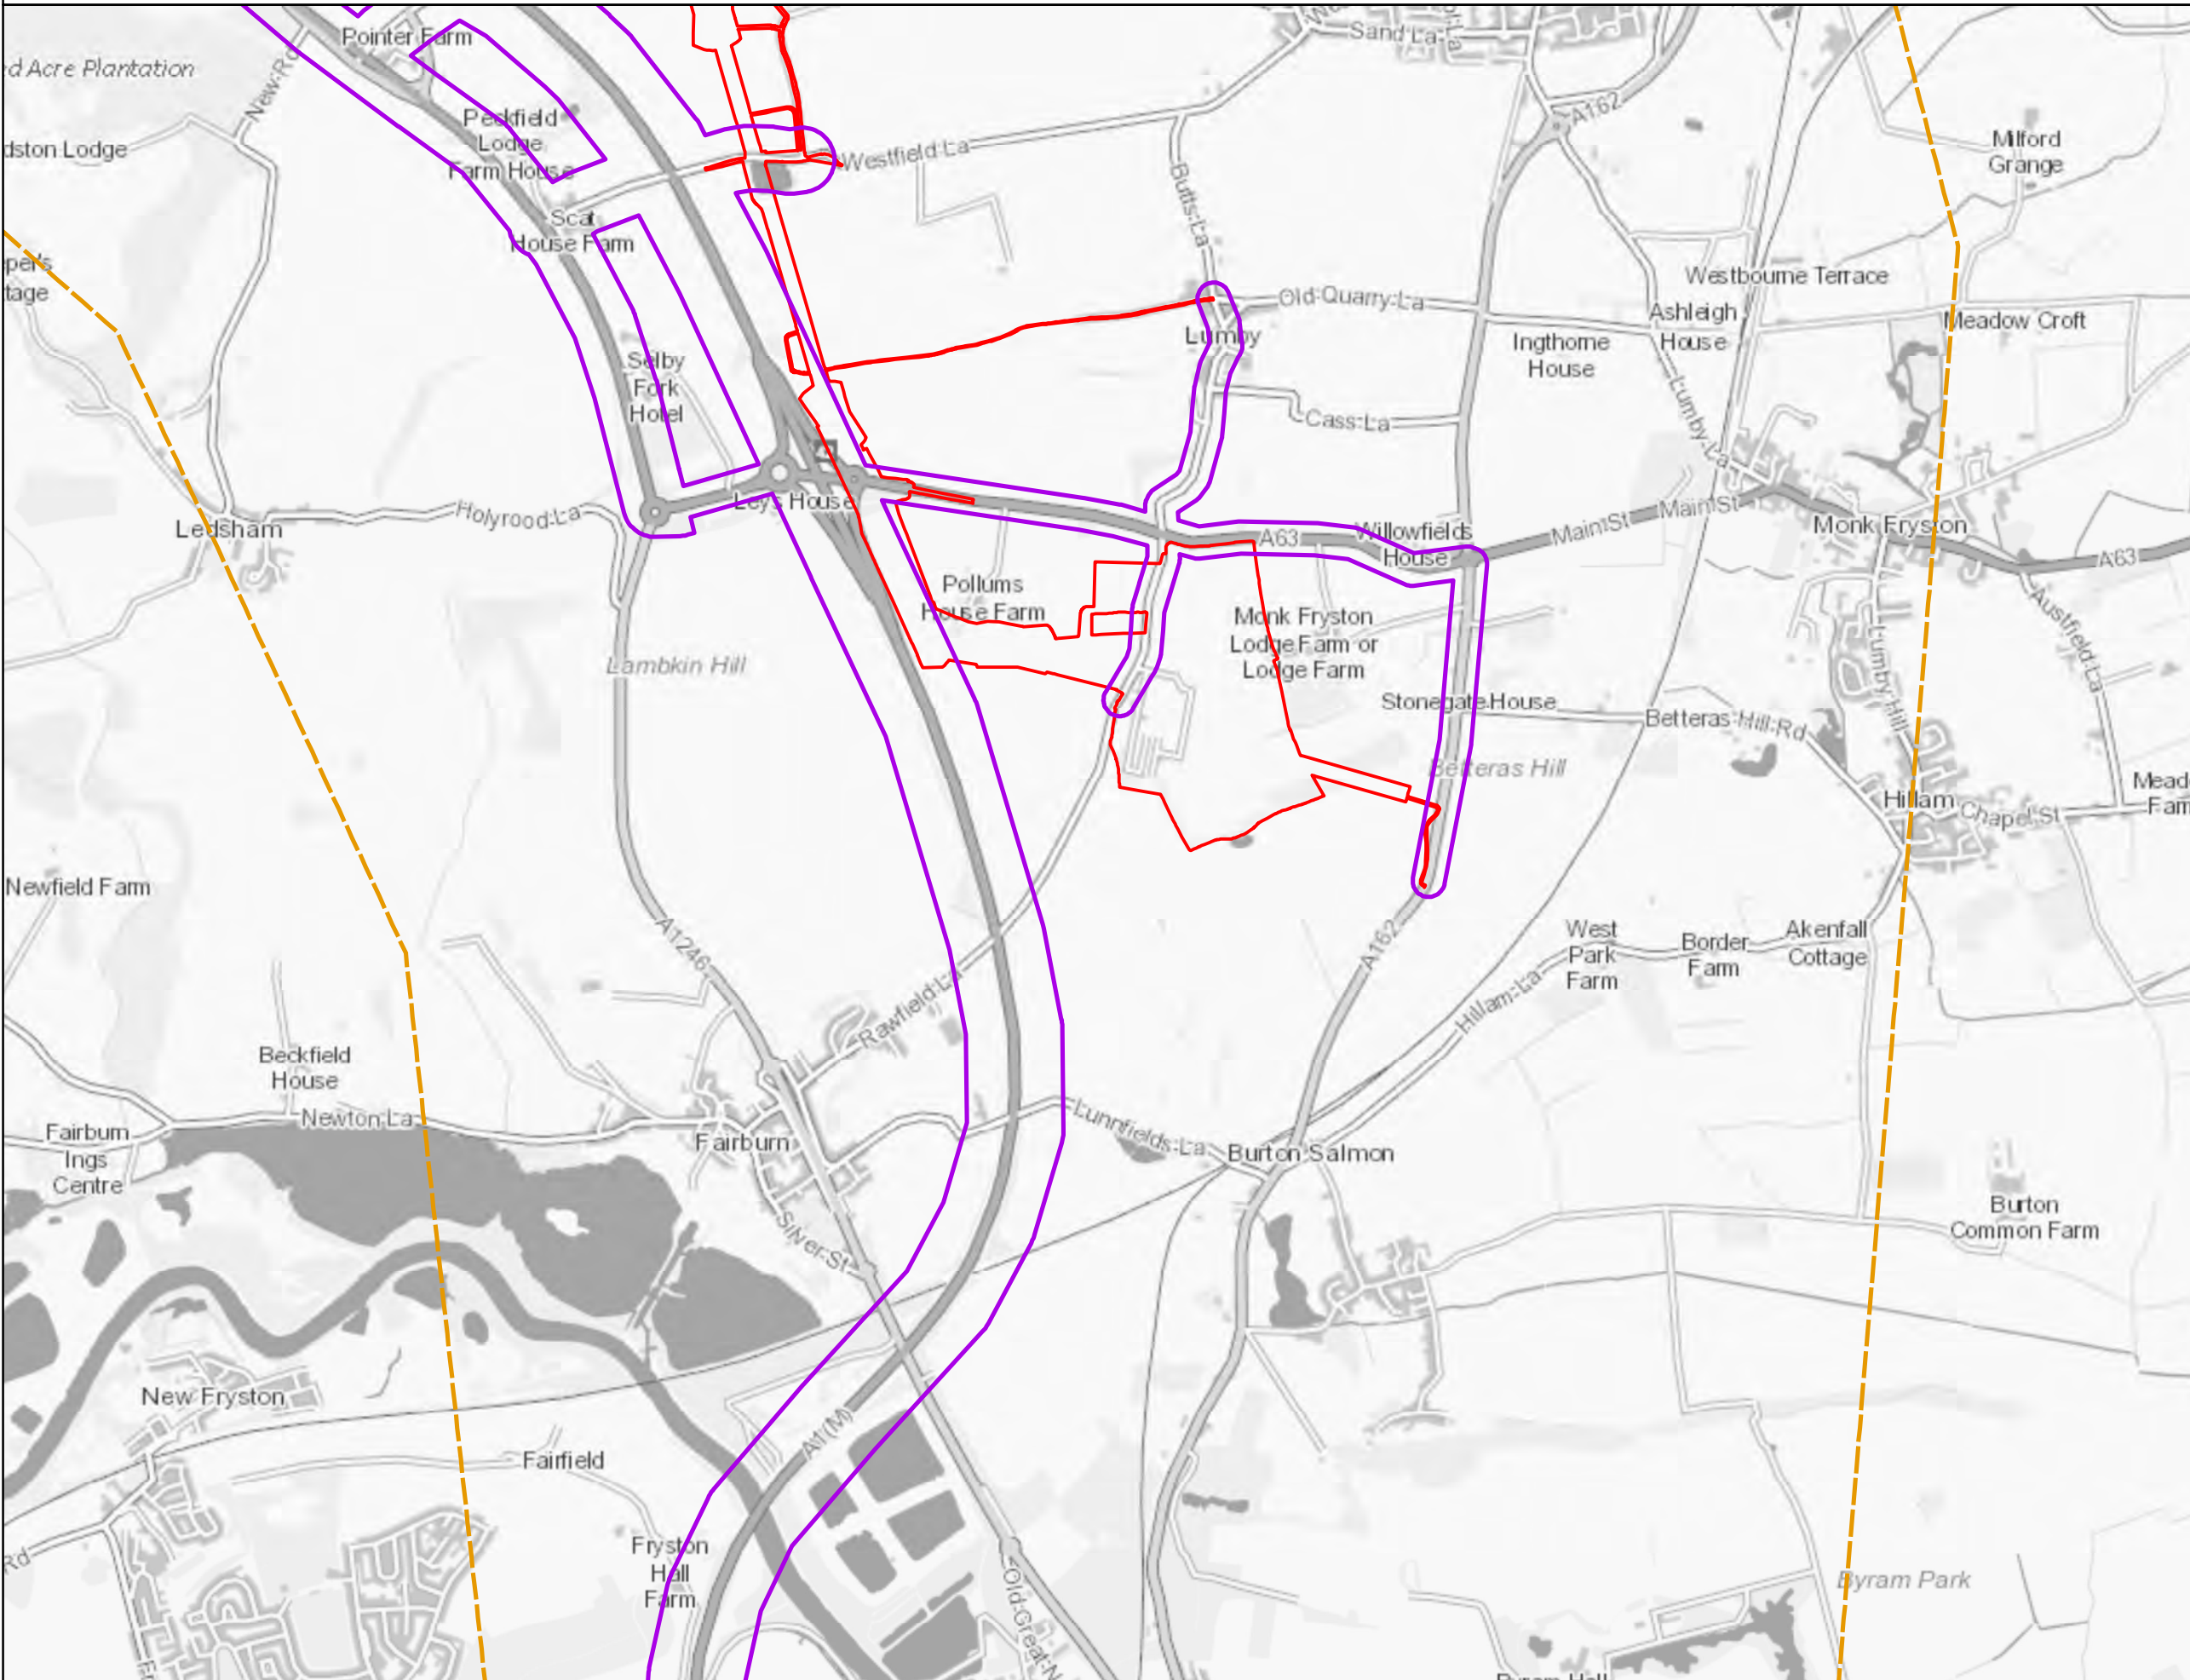 Pointer Farm
Sand La
A162
ed Acre Plantation
New Rd
Peckfield
Lodge
Farm House
Milford
Grange
dston Lodge
Westfield La
Butts La
Scat
House Farm
per's
tage
Westbourne Terrace
Old Quarry La
Ashleigh
House
Meadow Croft
Lumby
Ingthorne
House
Selby
Fork
Hotel
Cass La
Lumby La
Leys House
Holyrood La
Ledsham
Main St
Main St
Monk Fryston
Willowfields
House
A63
A63
Pollums
House Farm
Austfield La
Monk Fryston
Lodge Farm or
Lodge Farm
Lumby Hill
Lambkin Hill
Stonegate House
Betteras Hill Rd
Betteras Hill
Mead
Farm
Hillam
Chapel St
Newfield Farm
A1246
A162
West
Park
Farm
Border
Farm
Akenfall
Cottage
Rawfield La
Hillam La
Beckfield
House
Newton La
Fairburn
Ings
Centre
Fairburn
Lunnfields La
Burton Salmon
Silver St
Burton
Common Farm
New Fryston
A1(M)
Fairfield
Fryston
Hall
Farm
Rd
Old Great N
Byram Park
Byram Hall